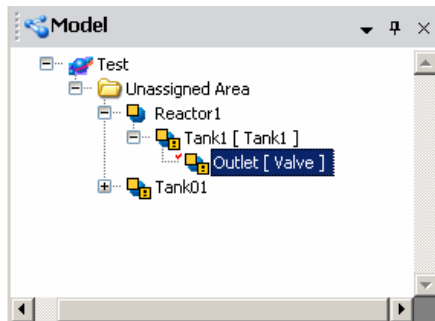 Model
Test
Unassigned Area
Reactor1
Tank1 [ Tank1 ]
Outlet [ Valve ]
Tank01